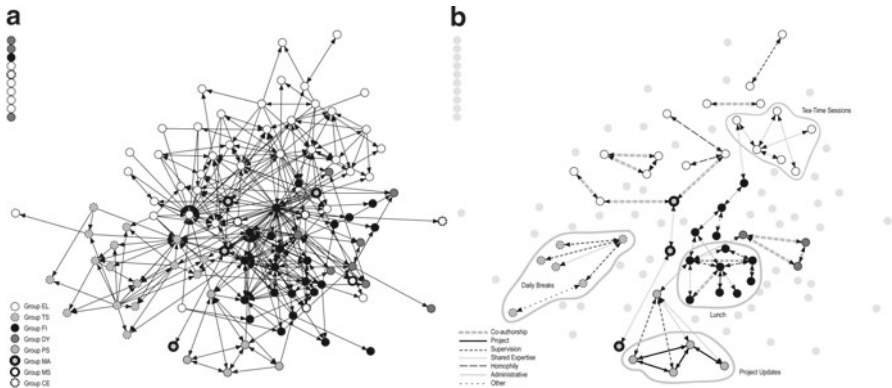 a
Group EL
Group TS
Group FI
Group DY
Group PS
Group MA
Group MS
Group CE
b
Tea-Time Sessions
Daily Breaks
Lunch
Project Updates
Co-authorship
Project
Supervision
Shared Expertise
Homophily
Administrative
Other